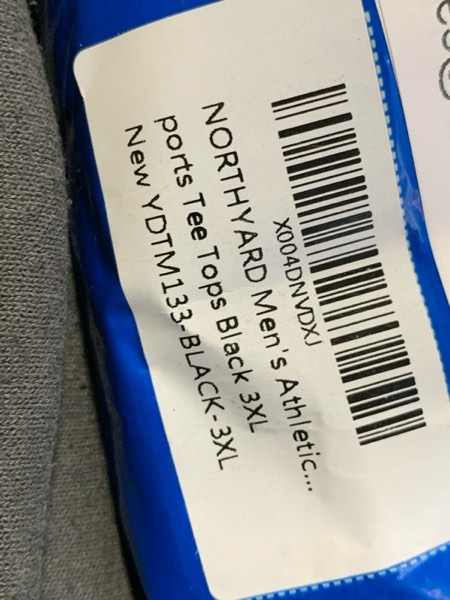 X004DNVDXJ
NORTHYARD Men's Athletic...
ports Tee Tops Black 3XL
New YDTM133-BLACK-3XL